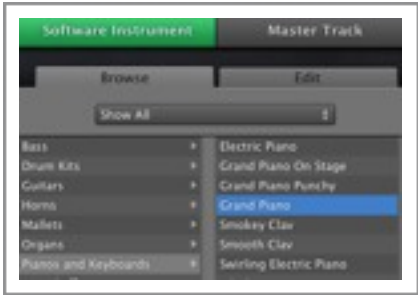 Software Instrument
Master Track
Browse
Edit
Show All
Bass
Drum Kits
Guitars
Horns
Mallets
Organs
Pianos and Keyboards
Electric Piano
Grand Piano On Stage
Grand Piano Punchy
Grand Piano
Smokey Clav
Smooth Clav
Swirling Electric Piano